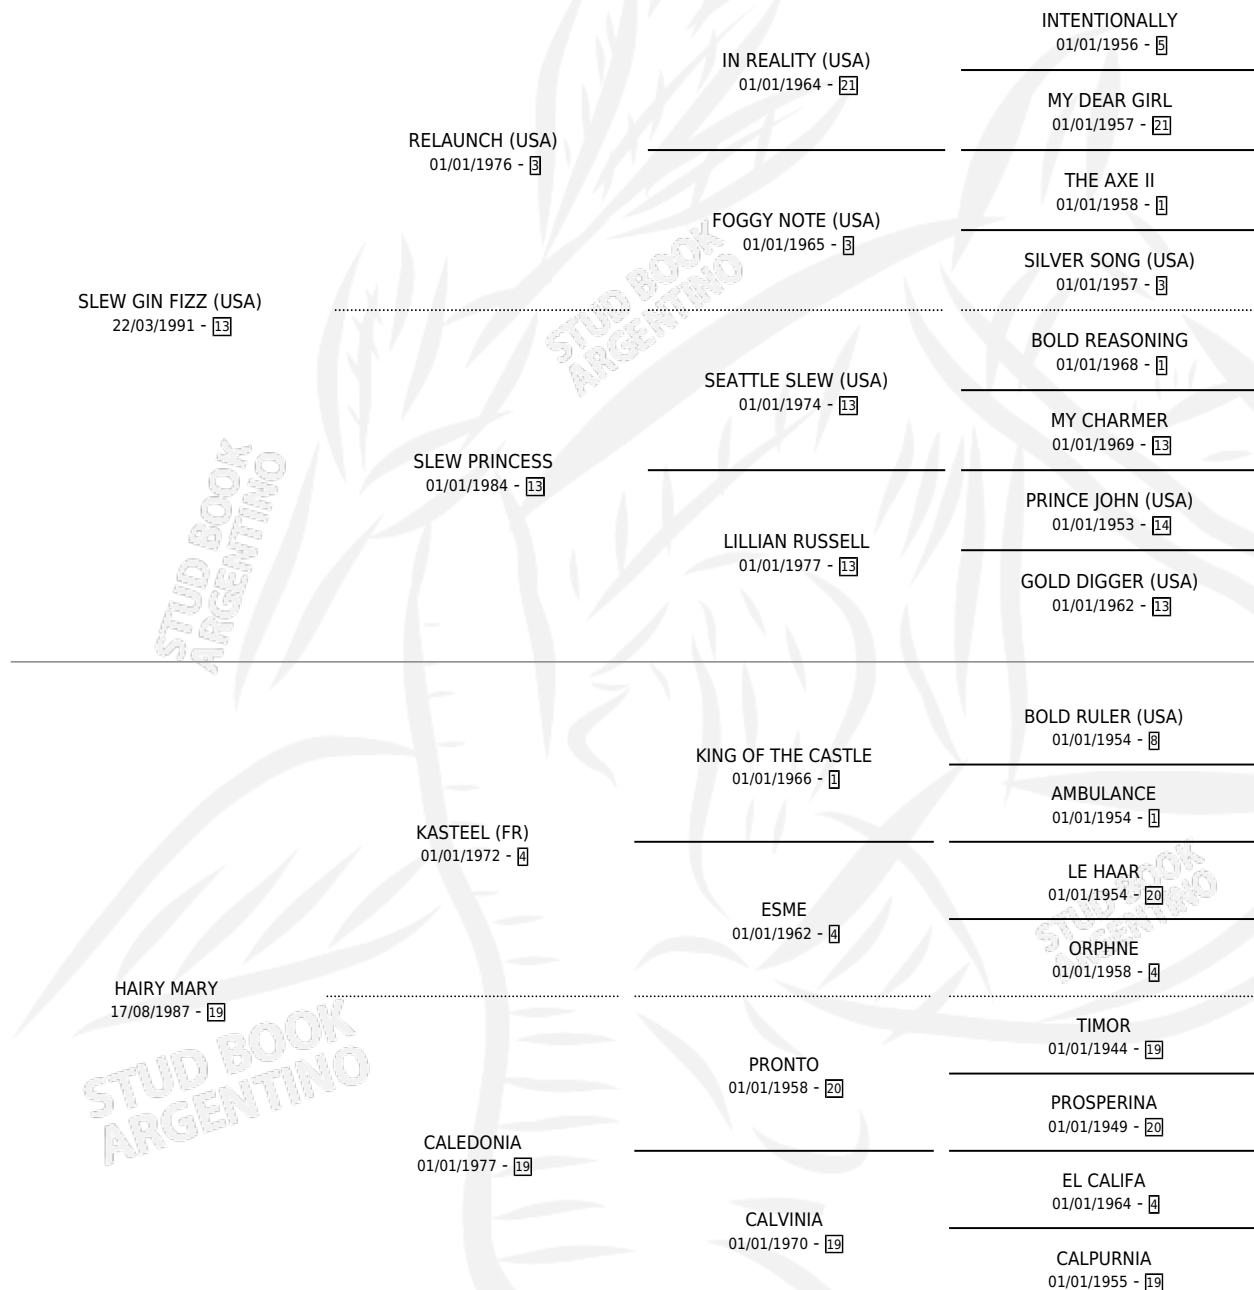 INTENTIONALLY
01/01/1956 - 5
IN REALITY (USA)
01/01/1964 - 21
MY DEAR GIRL
01/01/1957 - 21
RELAUNCH (USA)
01/01/1976 - 3
THE AXE II
01/01/1958 - 1
FOGGY NOTE (USA)
01/01/1965 - 3
SILVER SONG (USA)
01/01/1957 - 3
SLEW GIN FIZZ (USA)
22/03/1991 - 13
STUD BOOK
ARGENTINO
BOLD REASONING
01/01/1968 - 1
SEATTLE SLEW (USA)
01/01/1974 - 13
MY CHARMER
01/01/1969 - 13
SLEW PRINCESS
01/01/1984 - 13
PRINCE JOHN (USA)
01/01/1953 - 14
LILLIAN RUSSELL
01/01/1977 - 13
GOLD DIGGER (USA)
01/01/1962 - 13
STUD BOOK
ARGENTINO
BOLD RULER (USA)
01/01/1954 - 8
KING OF THE CASTLE
01/01/1966 - 1
AMBULANCE
01/01/1954 - 1
KASTEEL (FR)
01/01/1972 - 4
LE HAAR
01/01/1954 - 20
ESME
01/01/1962 - 4
STUD BOOK
ARGENTINO
ORPHNE
01/01/1958 - 4
HAIRY MARY
17/08/1987 - 19
STUD BOOK
ARGENTINO
TIMOR
01/01/1944 - 19
PRONTO
01/01/1958 - 20
PROSPERINA
01/01/1949 - 20
CALEDONIA
01/01/1977 - 19
EL CALIFA
01/01/1964 - 4
CALVINIA
01/01/1970 - 19
CALPURNIA
01/01/1955 - 19